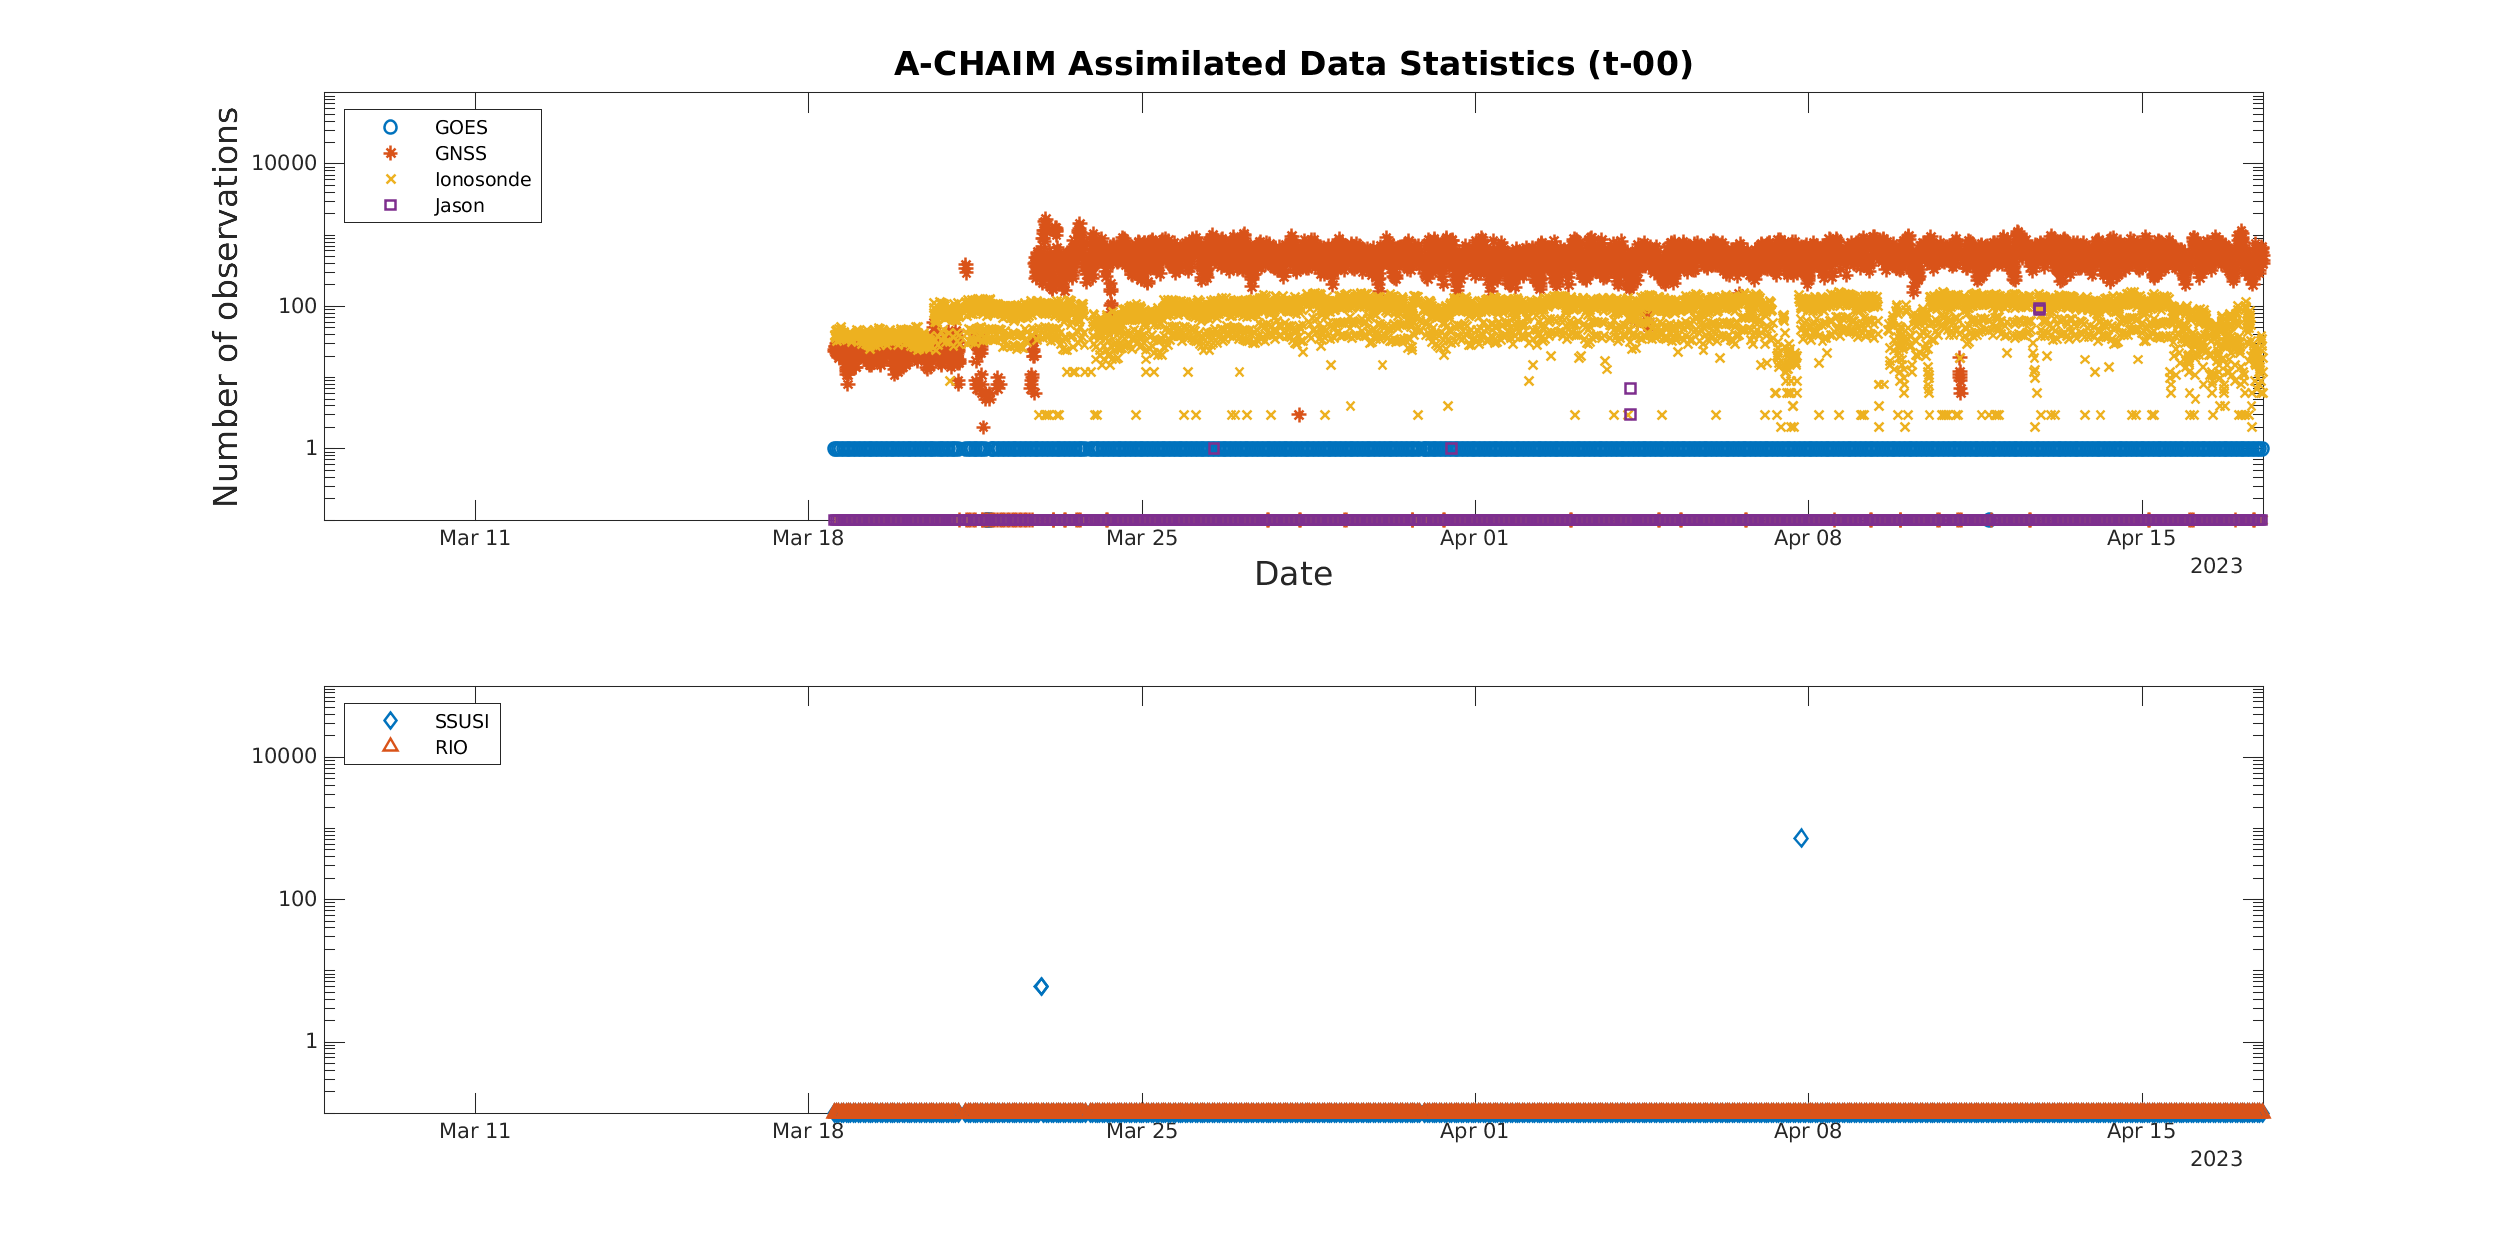 A-CHAIM Assimilated Data Statistics (t-00)
Number of observations
GOES
GNSS
Ionosonde
Jason
10000
100
1
Mar 11
Mar 18
Mar 25
Apr 01
Apr 08
Apr 15
2023
Date
SSUSI
RIO
10000
100
1
Mar 11
Mar 18
Mar 25
Apr 01
Apr 08
Apr 15
2023